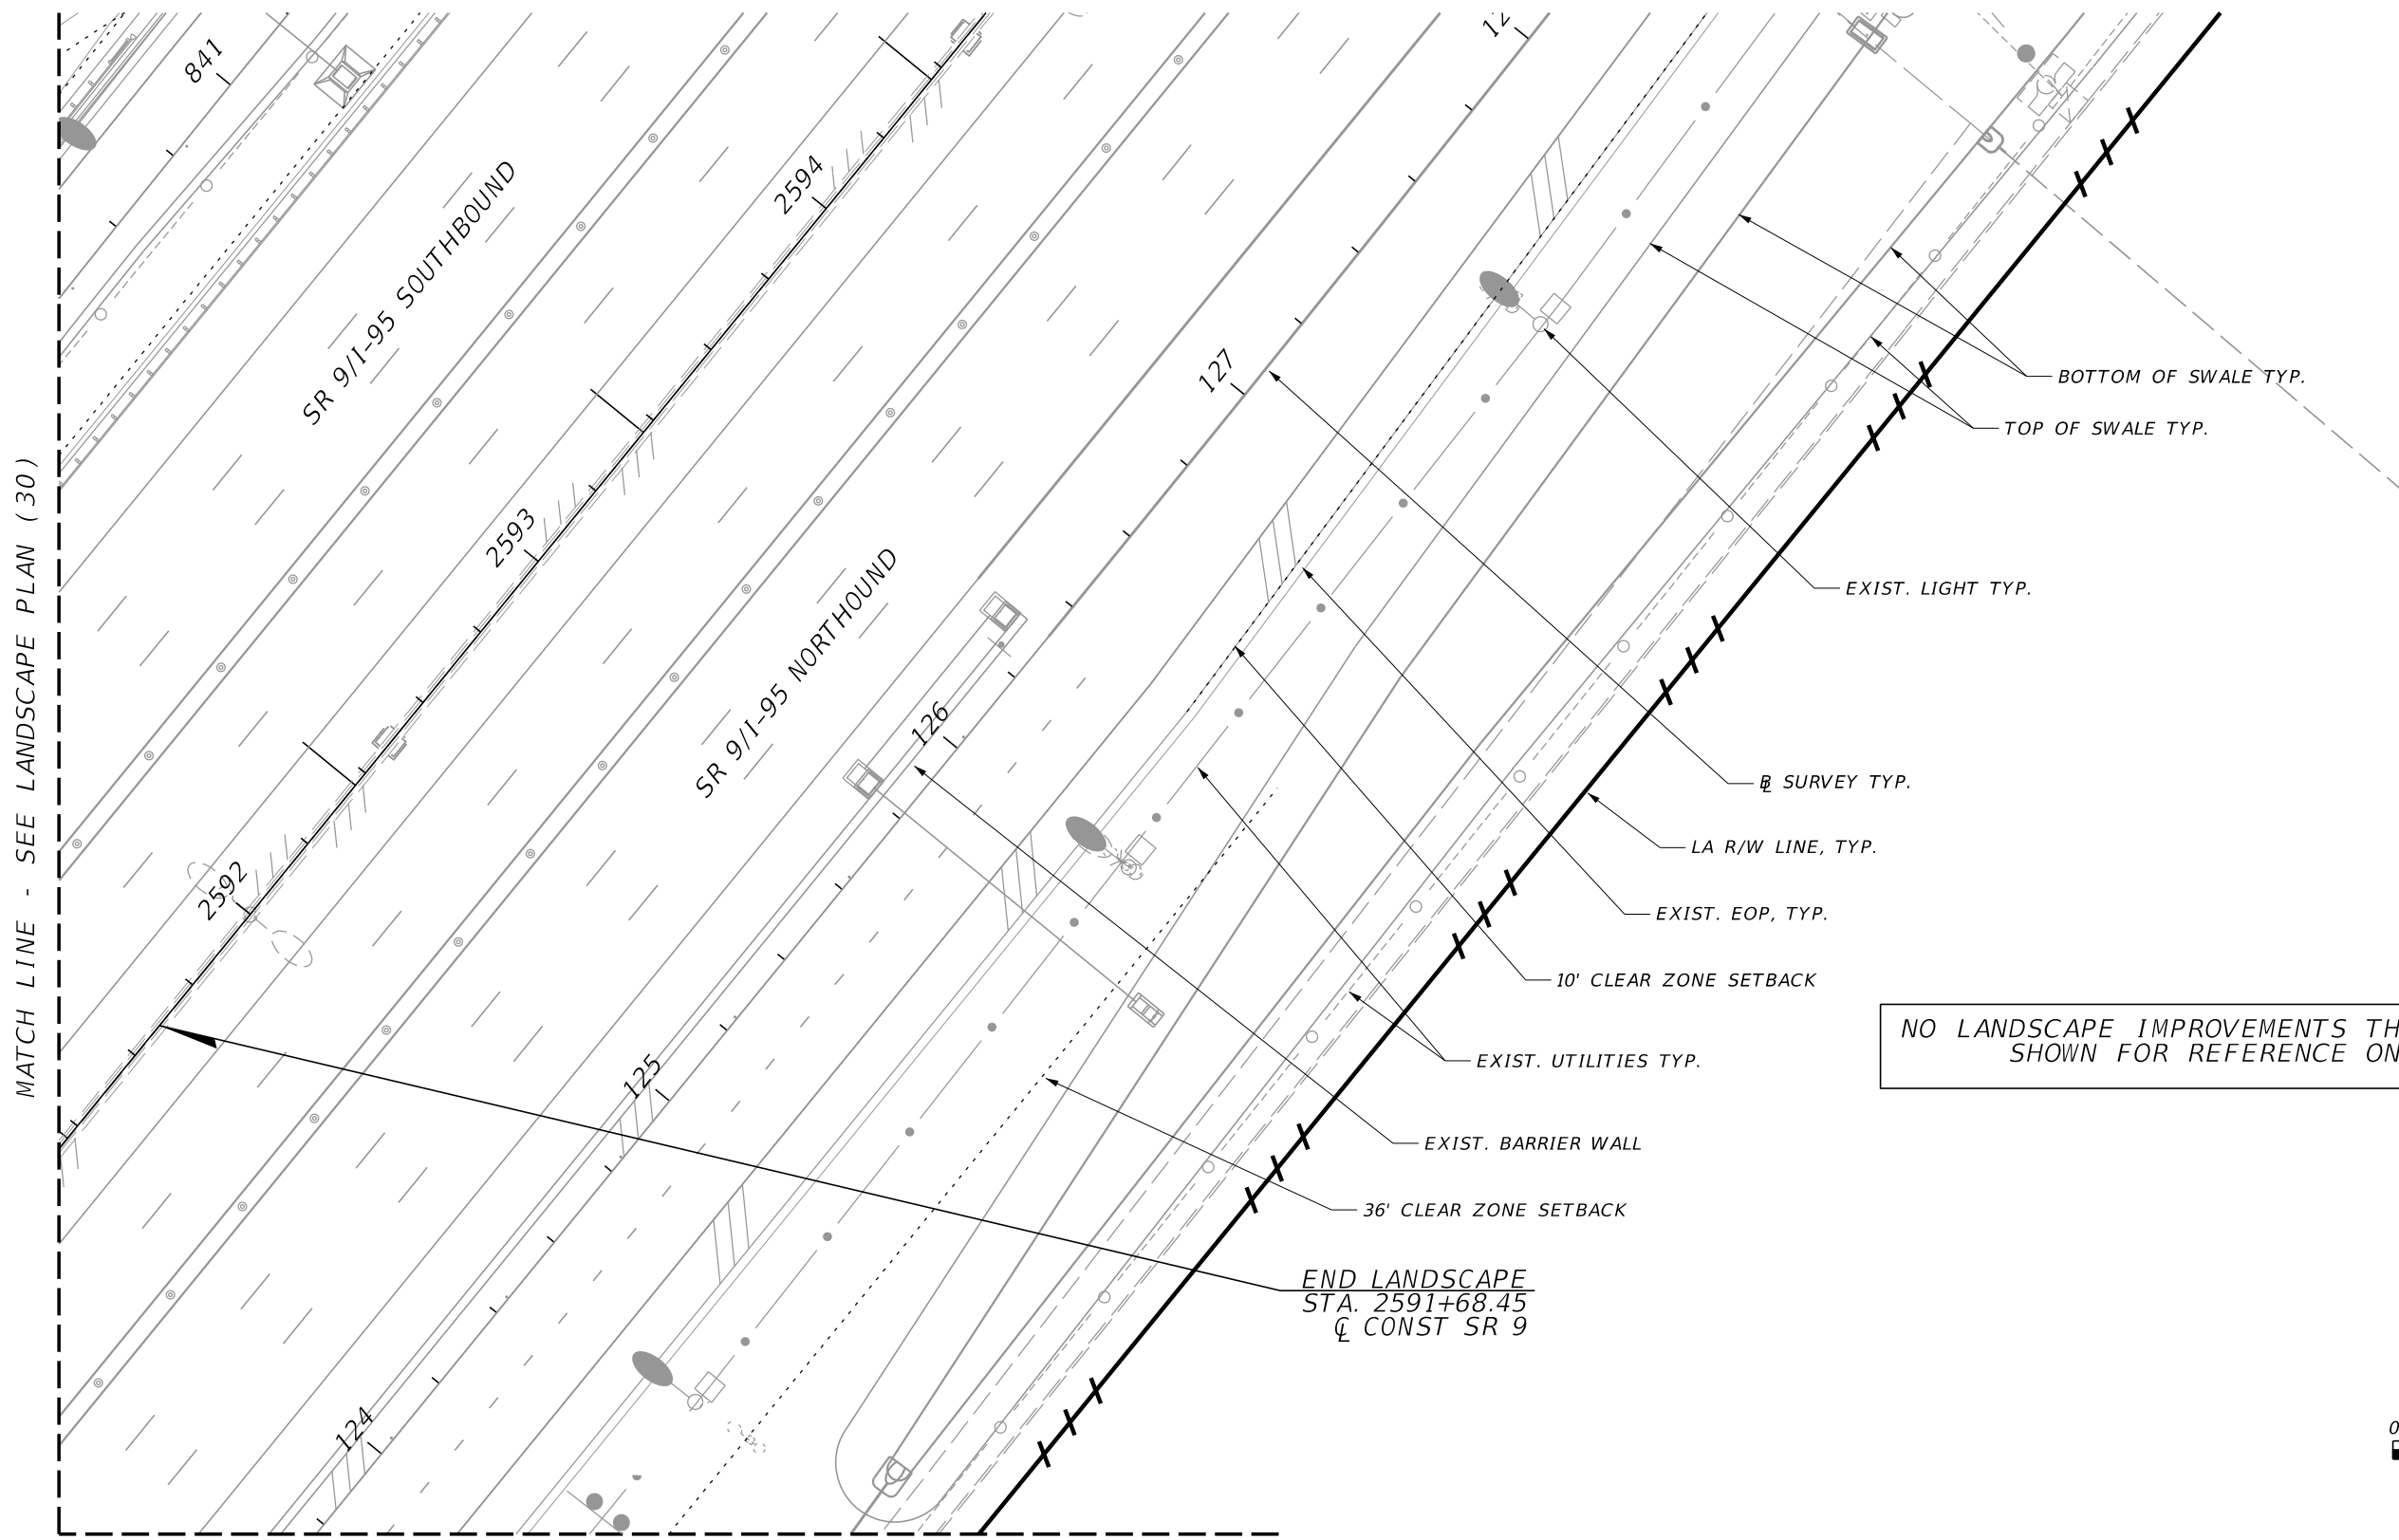 MATCH LINE - SEE LANDSCAPE PLAN (30)
841
SR 9/I-95 SOUTHBOUND
2594
2593
2592
SR 9/I-95 NORTHOUND
127
126
125
124
BOTTOM OF SWALE TYP.
TOP OF SWALE TYP.
EXIST. LIGHT TYP.
BL SURVEY TYP.
LA R/W LINE, TYP.
EXIST. EOP, TYP.
10' CLEAR ZONE SETBACK
NO LANDSCAPE IMPROVEMENTS TH
SHOWN FOR REFERENCE ON
EXIST. UTILITIES TYP.
EXIST. BARRIER WALL
36' CLEAR ZONE SETBACK
END LANDSCAPE
STA. 2591+68.45
℄ CONST SR 9
0